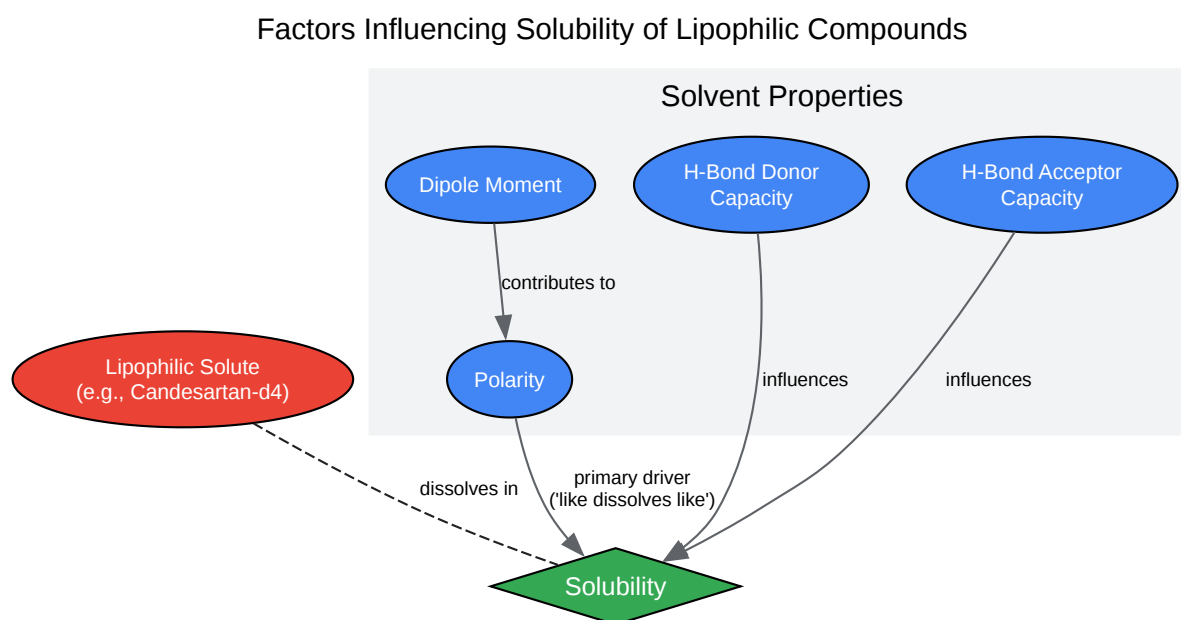 Factors Influencing Solubility of Lipophilic Compounds
Solvent Properties
Dipole Moment
H-Bond Donor
Capacity
H-Bond Acceptor
Capacity
contributes to
Lipophilic Solute
(e.g., Candesartan-d4)
Polarity
influences
influences
dissolves in
primary driver
('like dissolves like')
Solubility